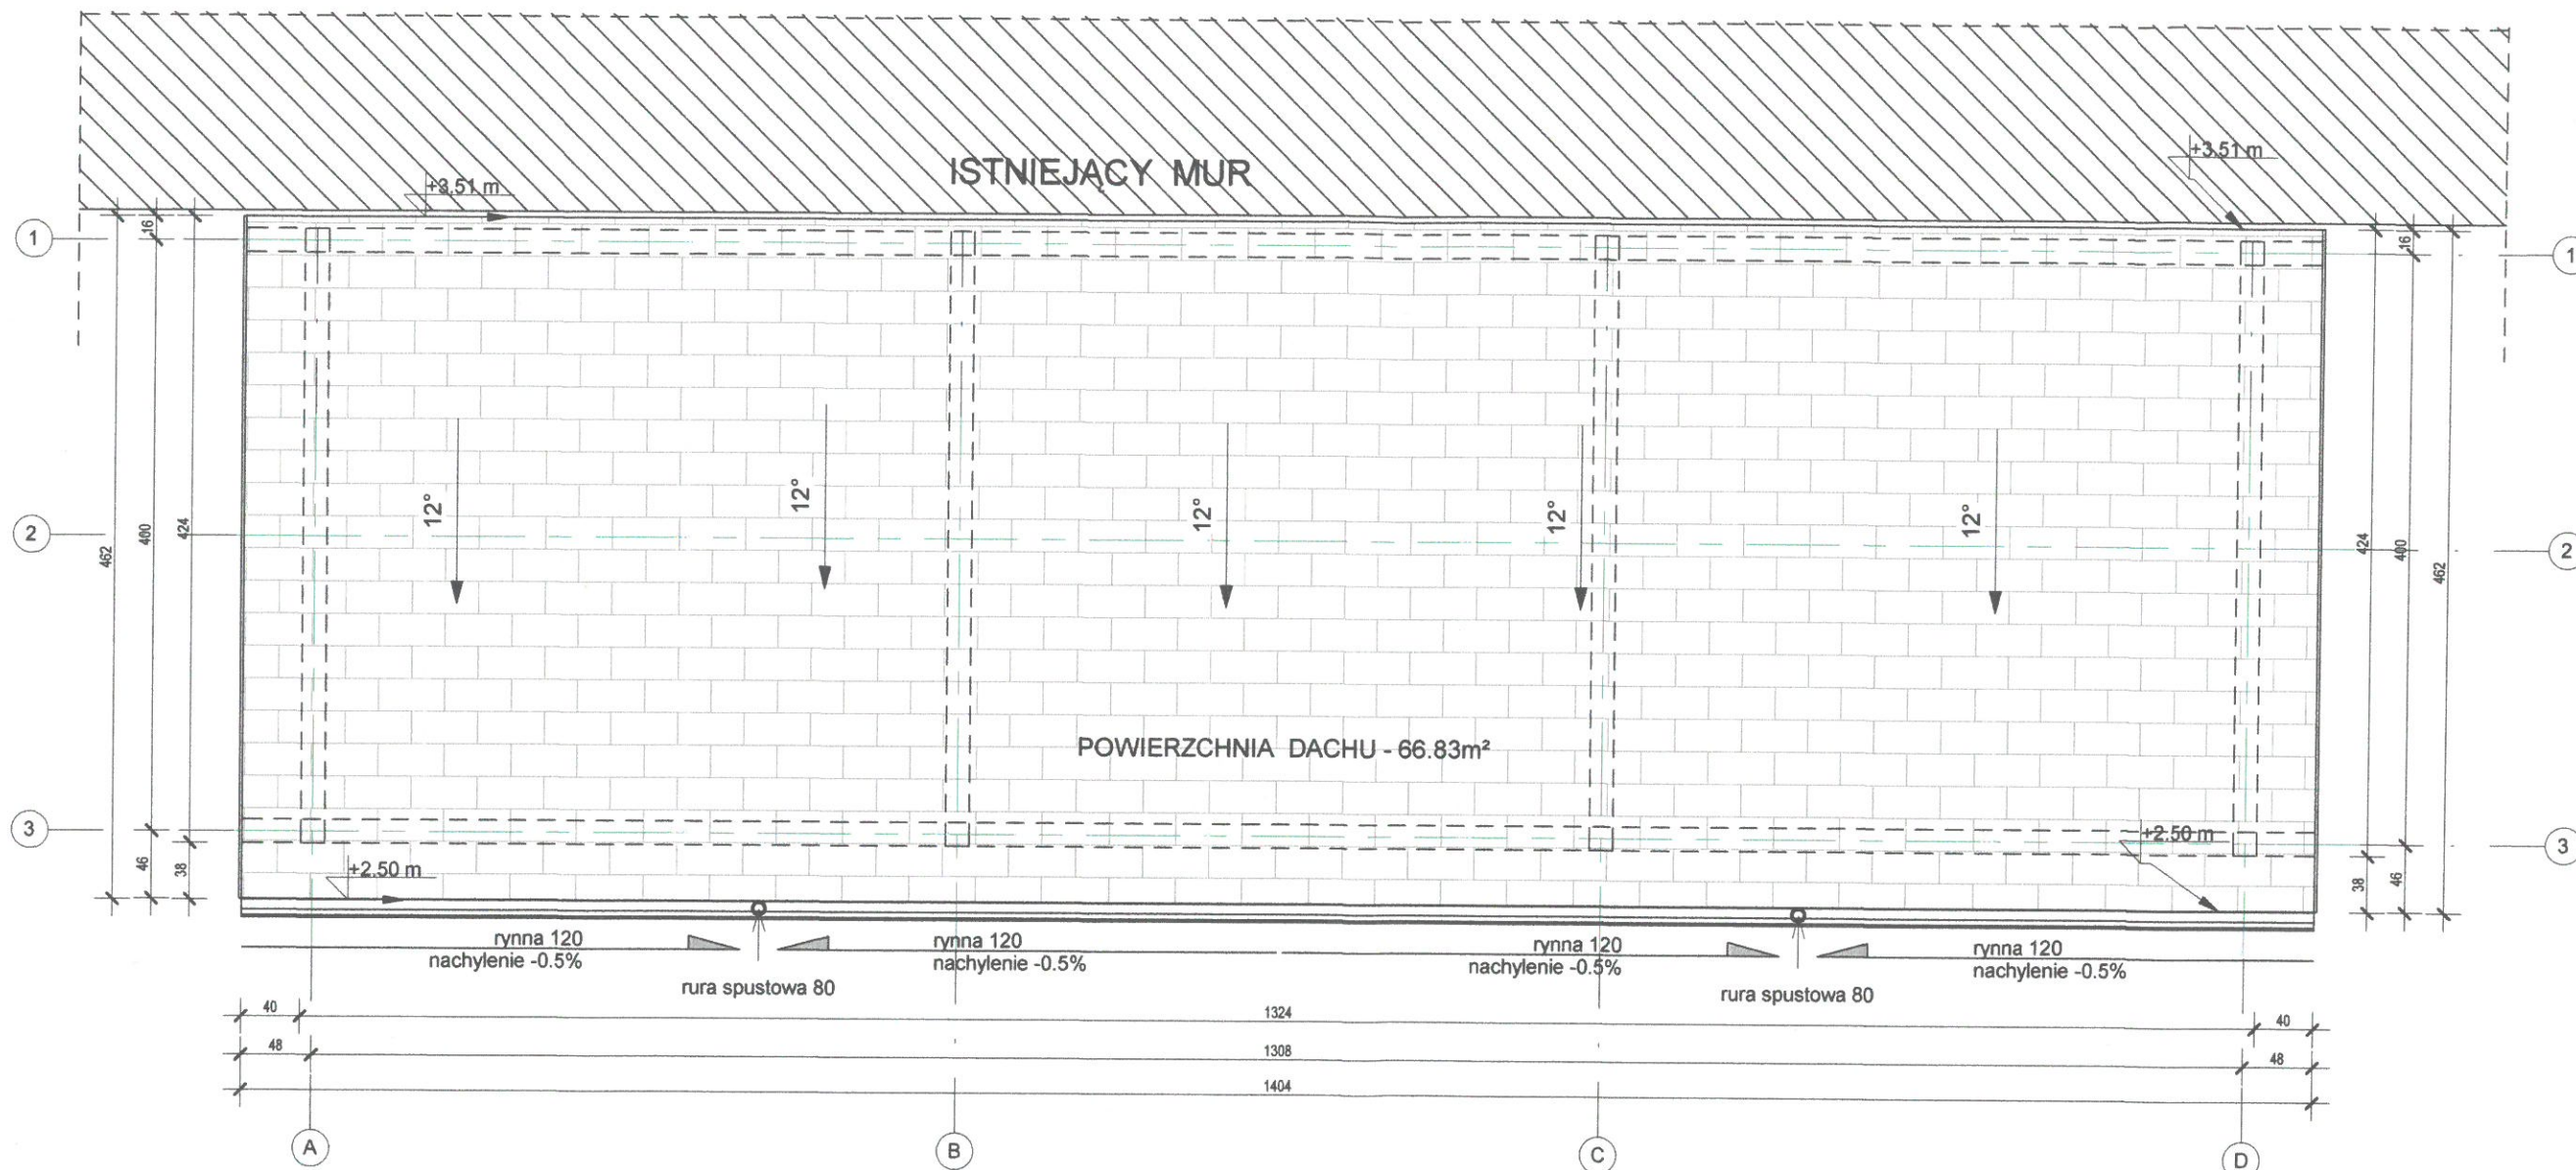 ISTNIEJĄCY MUR
+3.51 m
+3.51 m
1
16
16
1
12°
12°
12°
12°
12°
2
462
400
424
424
400
462
2
POWIERZCHNIA DACHU - 66.83m²
3
46
38
+2.50 m
+2.50 m
38
46
3
rynna 120
nachylenie -0.5%
rynna 120
nachylenie -0.5%
rynna 120
nachylenie -0.5%
rynna 120
nachylenie -0.5%
rura spustowa 80
rura spustowa 80
40
1324
40
48
1308
48
1404
A
B
C
D